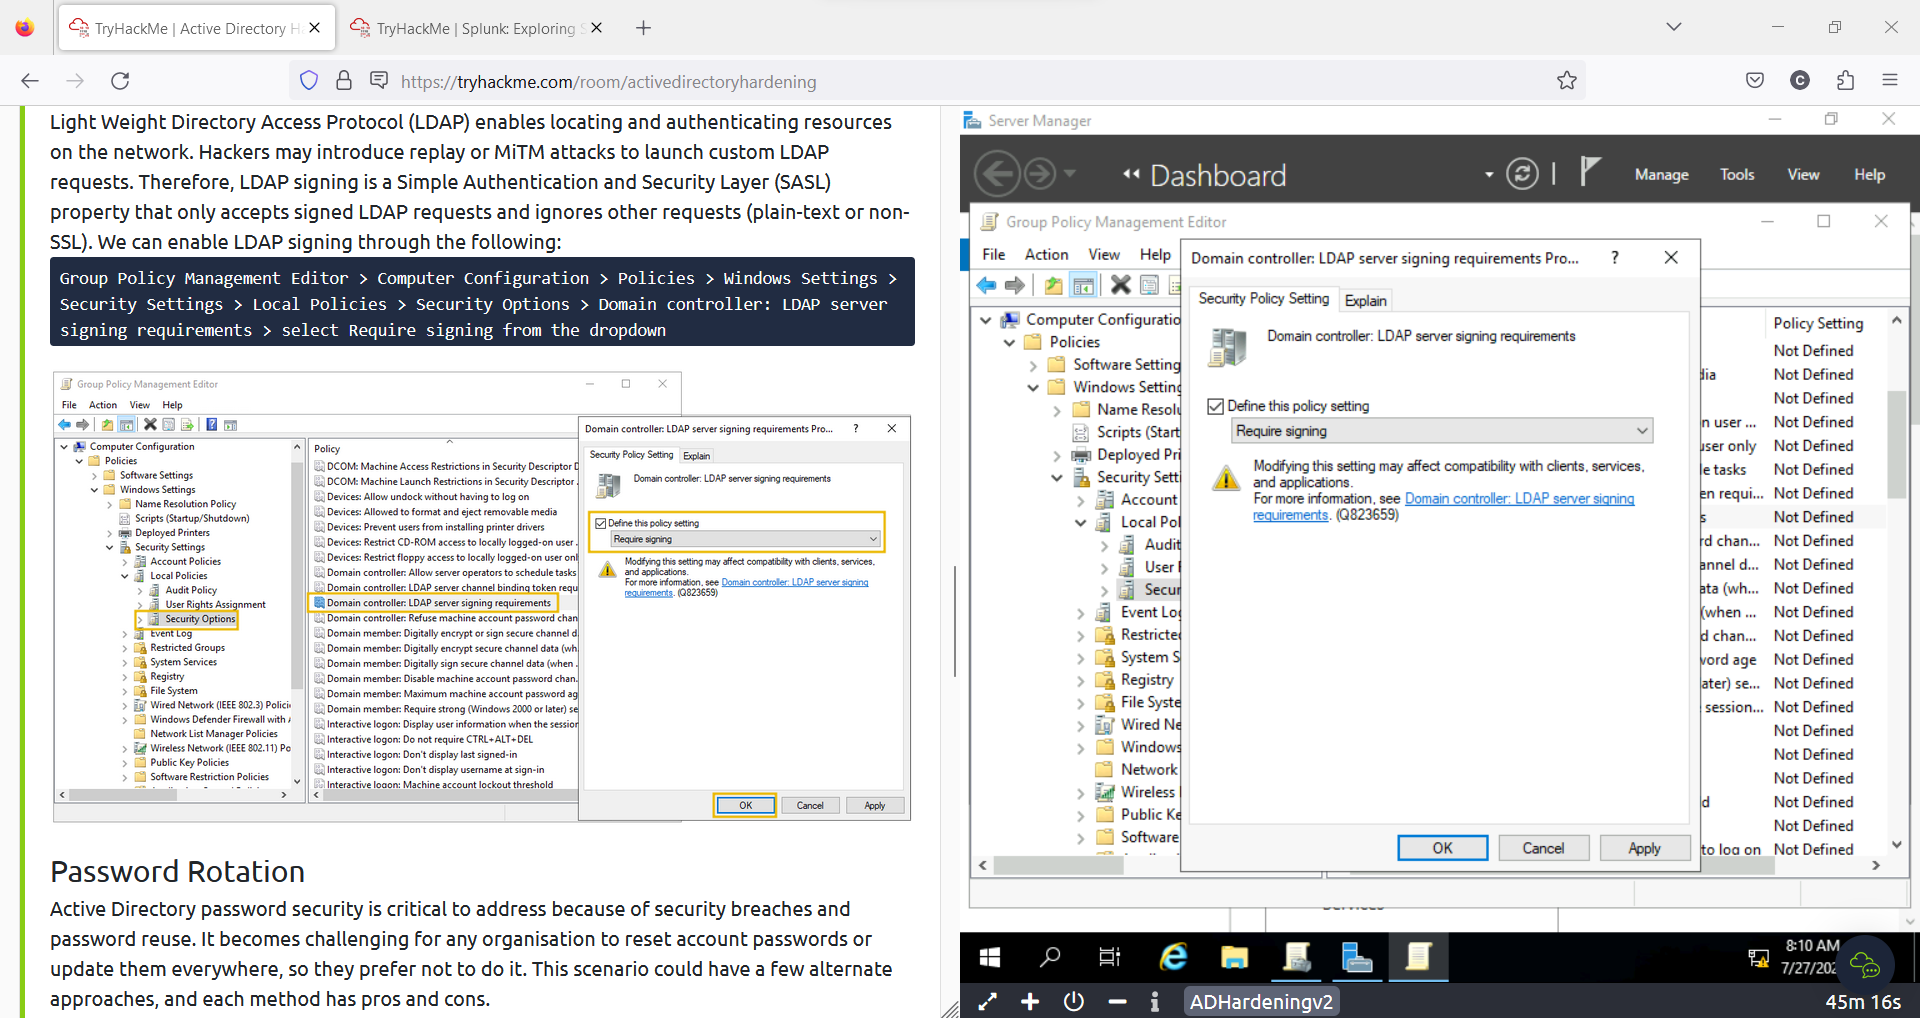 TryHackMe | Active Directory H
TryHackMe | Splunk: Exploring S
https://tryhackme.com/room/activedirectoryhardening
C
Light Weight Directory Access Protocol (LDAP) enables locating and authenticating resources
on the network. Hackers may introduce replay or MiTM attacks to launch custom LDAP
requests. Therefore, LDAP signing is a Simple Authentication and Security Layer (SASL)
property that only accepts signed LDAP requests and ignores other requests (plain-text or non-
SSL). We can enable LDAP signing through the following:
Group Policy Management Editor > Computer Configuration > Policies > Windows Settings >
Security Settings > Local Policies > Security Options > Domain controller: LDAP server
signing requirements > select Require signing from the dropdown
Group Policy Management Editor
File Action View Help
Computer Configuration
Policies
Software Settings
Windows Settings
Name Resolution Policy
Scripts (Startup/Shutdown)
Deployed Printers
Security Settings
Account Policies
Local Policies
Audit Policy
User Rights Assignment
Security Options
Event Log
Restricted Groups
System Services
Registry
File System
Wired Network (IEEE 802.3) Polici
Windows Defender Firewall with
Network List Manager Policies
Wireless Network (IEEE 802.11) Po
Public Key Policies
Software Restriction Policies
Policy
DCOM: Machine Access Restrictions in Security Descriptor D
DCOM: Machine Launch Restrictions in Security Descriptor
Devices: Allow undock without having to log on
Devices: Allowed to format and eject removable media
Devices: Prevent users from installing printer drivers
Devices: Restrict CD-ROM access to locally logged-on user
Devices: Restrict floppy access to locally logged-on user onl
Domain controller: Allow server operators to schedule tasks
Domain controller: LDAP server channel binding token requ
Domain controller: LDAP server signing requirements
Domain controller: Refuse machine account password chan
Domain member: Digitally encrypt or sign secure channel d
Domain member: Digitally encrypt secure channel data (wh
Domain member: Digitally sign secure channel data (when
Domain member: Disable machine account password chan
Domain member: Maximum machine account password ag
Domain member: Require strong (Windows 2000 or later) se
Interactive logon: Display user information when the session
Interactive logon: Do not require CTRL+ALT+DEL
Interactive logon: Don't display last signed-in
Interactive logon: Don't display username at sign-in
Interactive logon: Machine account lockout threshold
Domain controller: LDAP server signing requirements Pro... ?
Security Policy Setting Explain
Domain controller: LDAP server signing requirements
Define this policy setting
Require signing
Modifying this setting may affect compatibility with clients, services,
and applications.
For more information, see Domain controller: LDAP server signing
requirements. (Q823659)
OK Cancel Apply
Password Rotation
Active Directory password security is critical to address because of security breaches and
password reuse. It becomes challenging for any organisation to reset account passwords or
update them everywhere, so they prefer not to do it. This scenario could have a few alternate
approaches, and each method has pros and cons.
Server Manager
Dashboard
Manage Tools View Help
Group Policy Management Editor
File Action View Help
Computer Configuratio
Policies
Software Setting
Windows Setting
Name Resolu
Scripts (Start
Deployed Pri
Security Setti
Account
Local Pol
Audit
User F
Secur
Event Log
Restricte
System S
Registry
File Syste
Wired Ne
Windows
Network
Wireless
Public Ke
Software
Domain controller: LDAP server signing requirements Pro... ?
Security Policy Setting Explain
Domain controller: LDAP server signing requirements
Define this policy setting
Require signing
Modifying this setting may affect compatibility with clients, services,
and applications.
For more information, see Domain controller: LDAP server signing
requirements. (Q823659)
OK Cancel Apply
Policy Setting
Not Defined
dia Not Defined
Not Defined
n user ... Not Defined
user only Not Defined
le tasks Not Defined
en requi... Not Defined
s Not Defined
rd chan... Not Defined
annel d... Not Defined
ata (wh... Not Defined
(when ... Not Defined
d chan... Not Defined
word age Not Defined
ater) se... Not Defined
session... Not Defined
Not Defined
Not Defined
Not Defined
d Not Defined
Not Defined
to log on Not Defined
8:10 AM
7/27/202
ADHardeningv2
45m 16s